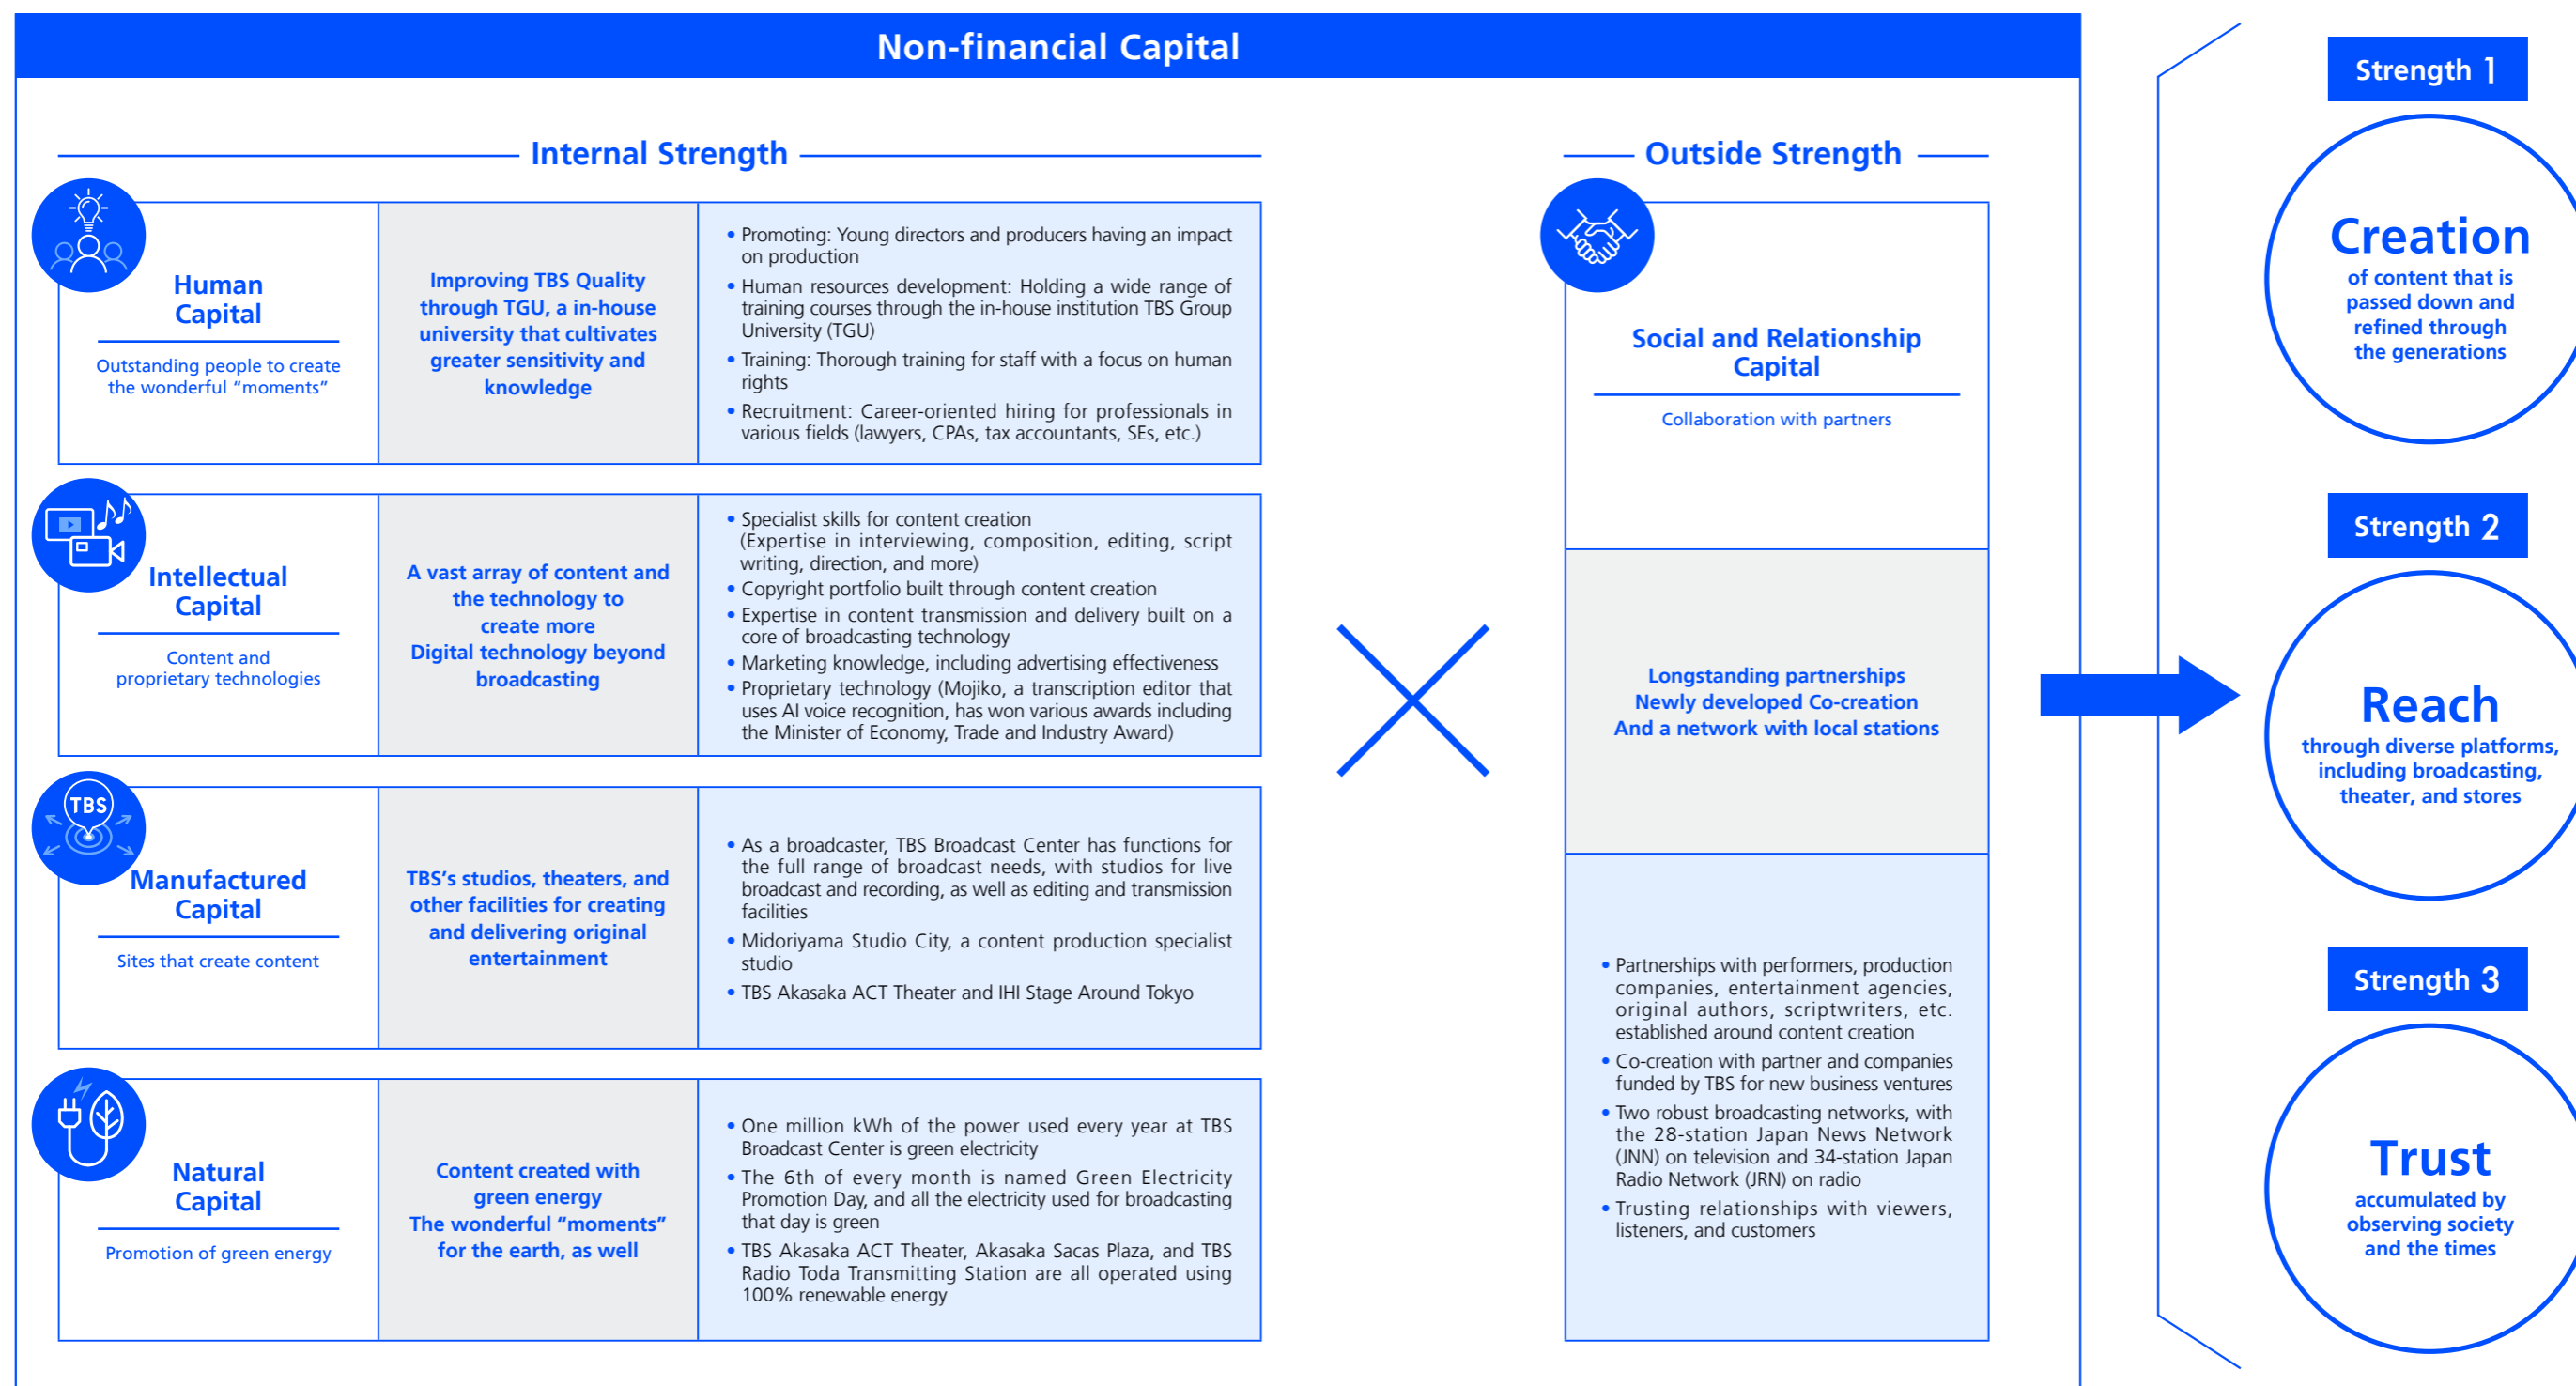 Non-financial Capital
Internal Strength
Human
Capital
Outstanding people to create
the wonderful “moments”
Improving TBS Quality
through TGU, a in-house
university that cultivates
greater sensitivity and
knowledge
• Promoting: Young directors and producers having an impact
on production
• Human resources development: Holding a wide range of
training courses through the in-house institution TBS Group
University (TGU)
• Training: Thorough training for staff with a focus on human
rights
• Recruitment: Career-oriented hiring for professionals in
various fields (lawyers, CPAs, tax accountants, SEs, etc.)
Intellectual
Capital
Content and
proprietary technologies
A vast array of content and
the technology to
create more
Digital technology beyond
broadcasting
• Specialist skills for content creation
(Expertise in interviewing, composition, editing, script
writing, direction, and more)
• Copyright portfolio built through content creation
• Expertise in content transmission and delivery built on a
core of broadcasting technology
• Marketing knowledge, including advertising effectiveness
• Proprietary technology (Mojiko, a transcription editor that
uses AI voice recognition, has won various awards including
the Minister of Economy, Trade and Industry Award)
TBS
Manufactured
Capital
Sites that create content
TBS’s studios, theaters, and
other facilities for creating
and delivering original
entertainment
• As a broadcaster, TBS Broadcast Center has functions for
the full range of broadcast needs, with studios for live
broadcast and recording, as well as editing and transmission
facilities
• Midoriyama Studio City, a content production specialist
studio
• TBS Akasaka ACT Theater and IHI Stage Around Tokyo
Natural
Capital
Promotion of green energy
Content created with
green energy
The wonderful “moments”
for the earth, as well
• One million kWh of the power used every year at TBS
Broadcast Center is green electricity
• The 6th of every month is named Green Electricity
Promotion Day, and all the electricity used for broadcasting
that day is green
• TBS Akasaka ACT Theater, Akasaka Sacas Plaza, and TBS
Radio Toda Transmitting Station are all operated using
100% renewable energy
Outside Strength
Social and Relationship
Capital
Collaboration with partners
Longstanding partnerships
Newly developed Co-creation
And a network with local stations
• Partnerships with performers, production
companies, entertainment agencies,
original authors, scriptwriters, etc.
established around content creation
• Co-creation with partner and companies
funded by TBS for new business ventures
• Two robust broadcasting networks, with
the 28-station Japan News Network
(JNN) on television and 34-station Japan
Radio Network (JRN) on radio
• Trusting relationships with viewers,
listeners, and customers
Strength 1
Creation
of content that is
passed down and
refined through
the generations
Strength 2
Reach
through diverse platforms,
including broadcasting,
theater, and stores
Strength 3
Trust
accumulated by
observing society
and the times